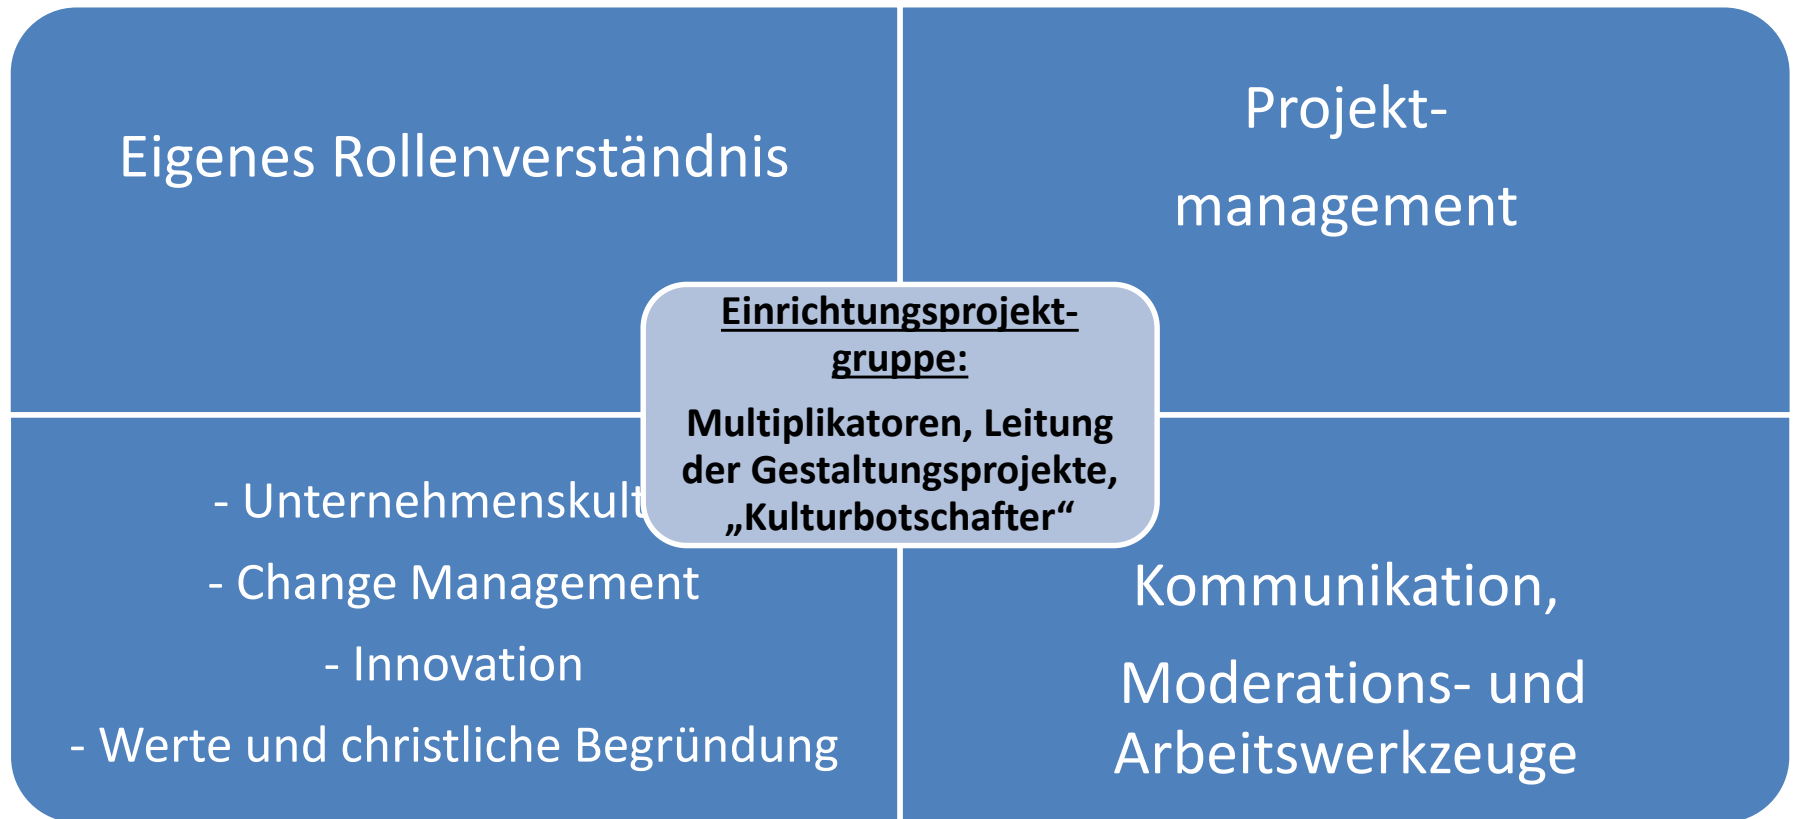 Eigenes Rollenverständnis
Projekt-
management
Einrichtungsprojekt-
gruppe:
Multiplikatoren, Leitung
der Gestaltungsprojekte,
„Kulturbotschafter“
- Unternehmenskult
- Change Management
- Innovation
- Werte und christliche Begründung
Kommunikation,
Moderations- und
Arbeitswerkzeuge